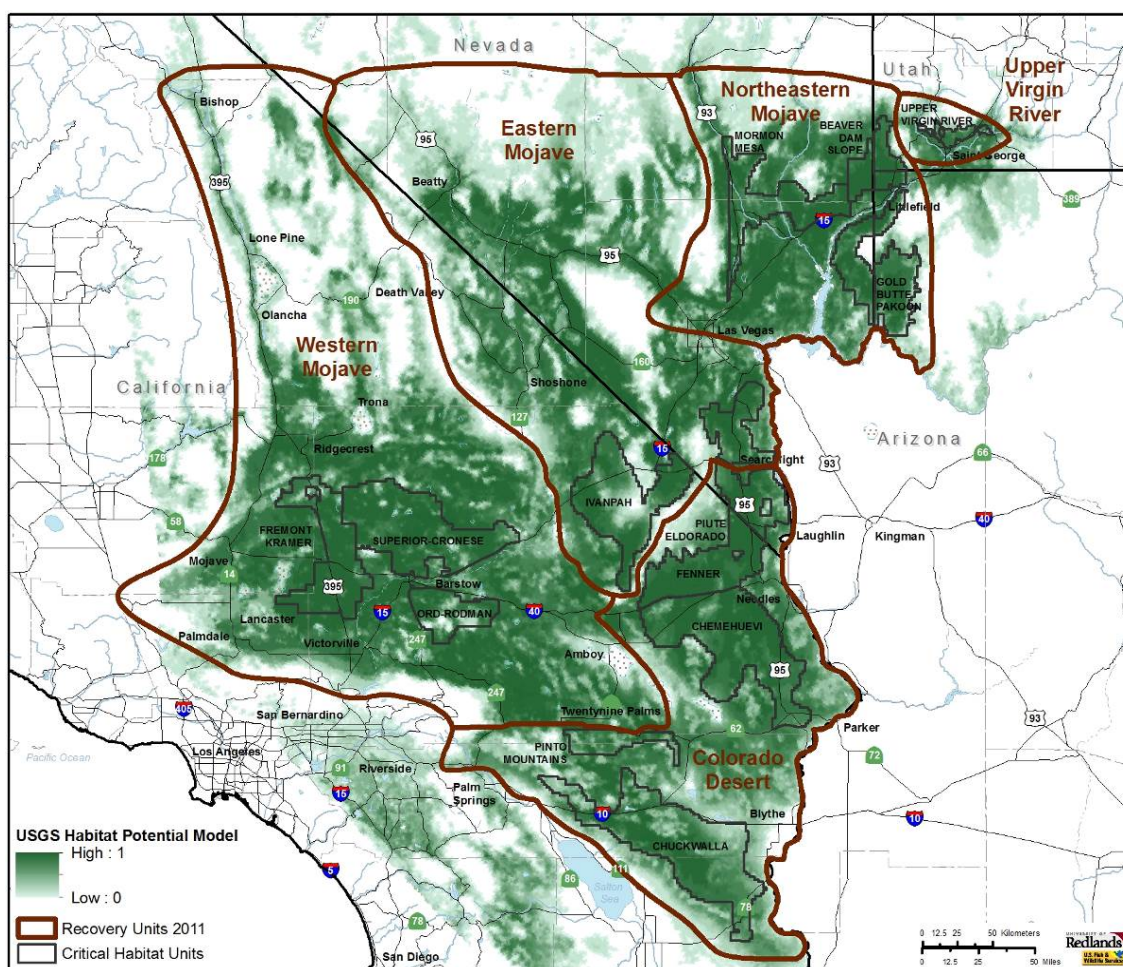 Nevada
Utah
Upper
Virgin
River
Bishop
Northeastern
Mojave
93
UPPER
VIRGIN RIVER
BEAVER
DAM
SLOPE
MORMON
MESA
95
Eastern
Mojave
Saint George
395
Beatty
Littlefield
389
15
Lone Pine
95
GOLD
BUTTE
PAKOON
Death Valley
190
Olancha
Las Vegas
Western
Mojave
160
Shoshone
California
Trona
127
Arizona
Ridgecrest
178
15
Searchlight
93
66
IVANPAH
95
58
FREMONT
KRAMER
SUPERIOR-CRONESE
PIUTE
ELDORADO
Laughlin
Kingman
40
Mojave
14
FENNER
395
Barstow
Needles
Lancaster
15
ORD-RODMAN
40
CHEMEHUEVI
Palmdale
Victorville
247
Amboy
95
247
Twentynine Palms
405
San Bernardino
62
Parker
93
Los Angeles
PINTO
MOUNTAINS
Colorado
Desert
72
Pacific Ocean
91
Riverside
15
Palm
Springs
10
Blythe
10
USGS Habitat Potential Model
High : 1
Low : 0
CHUCKWALLA
5
86
111
Salton
Sea
78
78
Recovery Units 2011
Critical Habitat Units
San Diego
0 12.5 25 50 Kilometers
0 12.5 25 50 Miles
UNIVERSITY OF
Redlands
U.S. Fish &
Wildlife Service